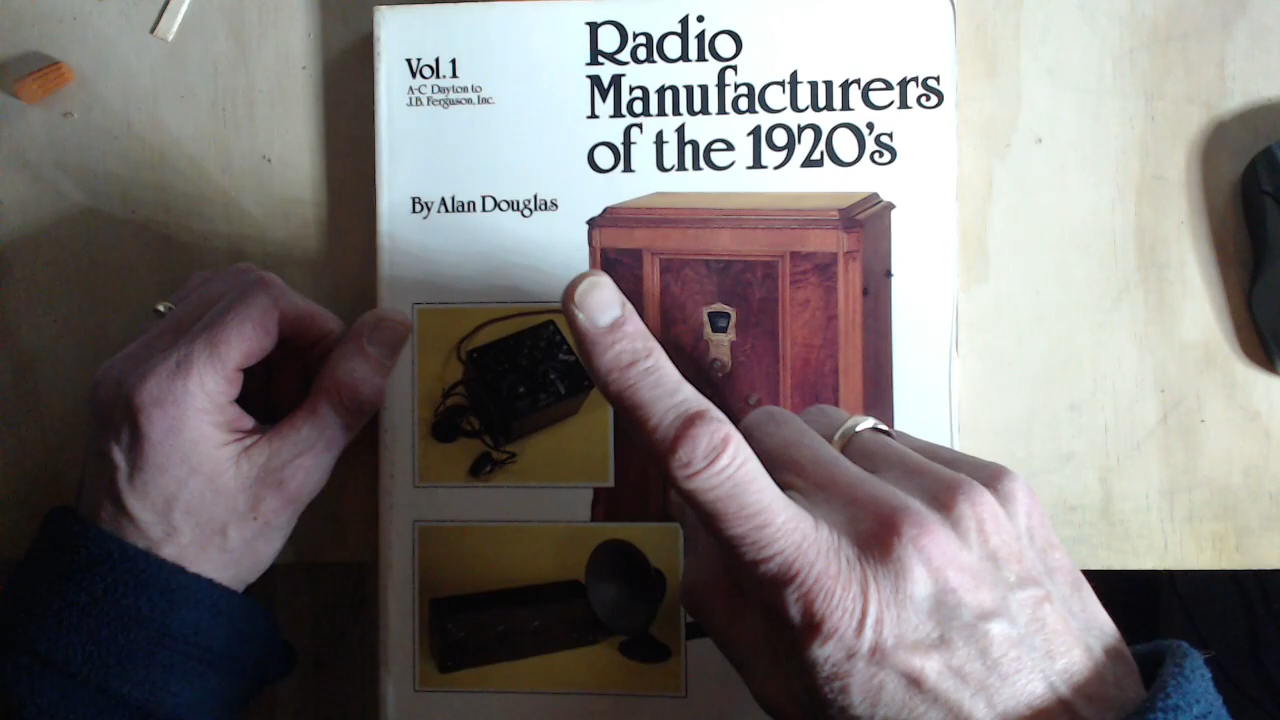 Radio
Manufacturers
of the 1920's
Vol.1
A-C Dayton to
J.B. Ferguson, Inc.
By Alan Douglas